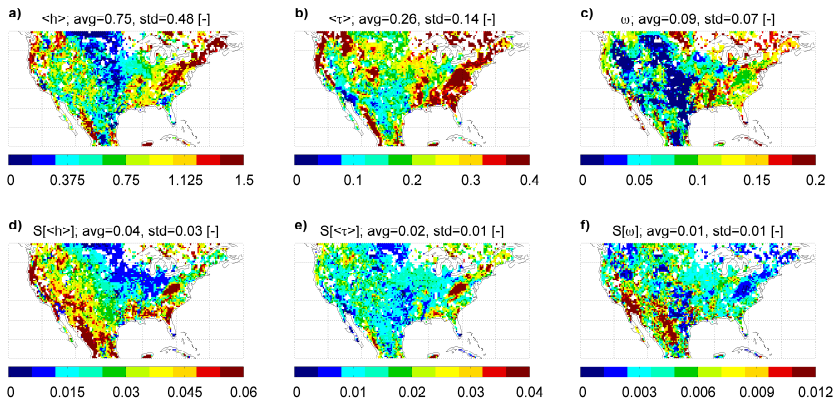 a) <h>; avg=0.75, std=0.48 [-]
b) <τ>; avg=0.26, std=0.14 [-]
c) ω; avg=0.09, std=0.07 [-]
0 0.375 0.75 1.125 1.5
0 0.1 0.2 0.3 0.4
0 0.05 0.1 0.15 0.2
d) S[<h>]; avg=0.04, std=0.03 [-]
e) S[<τ>]; avg=0.02, std=0.01 [-]
f) S[ω]; avg=0.01, std=0.01 [-]
0 0.015 0.03 0.045 0.06
0 0.01 0.02 0.03 0.04
0 0.003 0.006 0.009 0.012